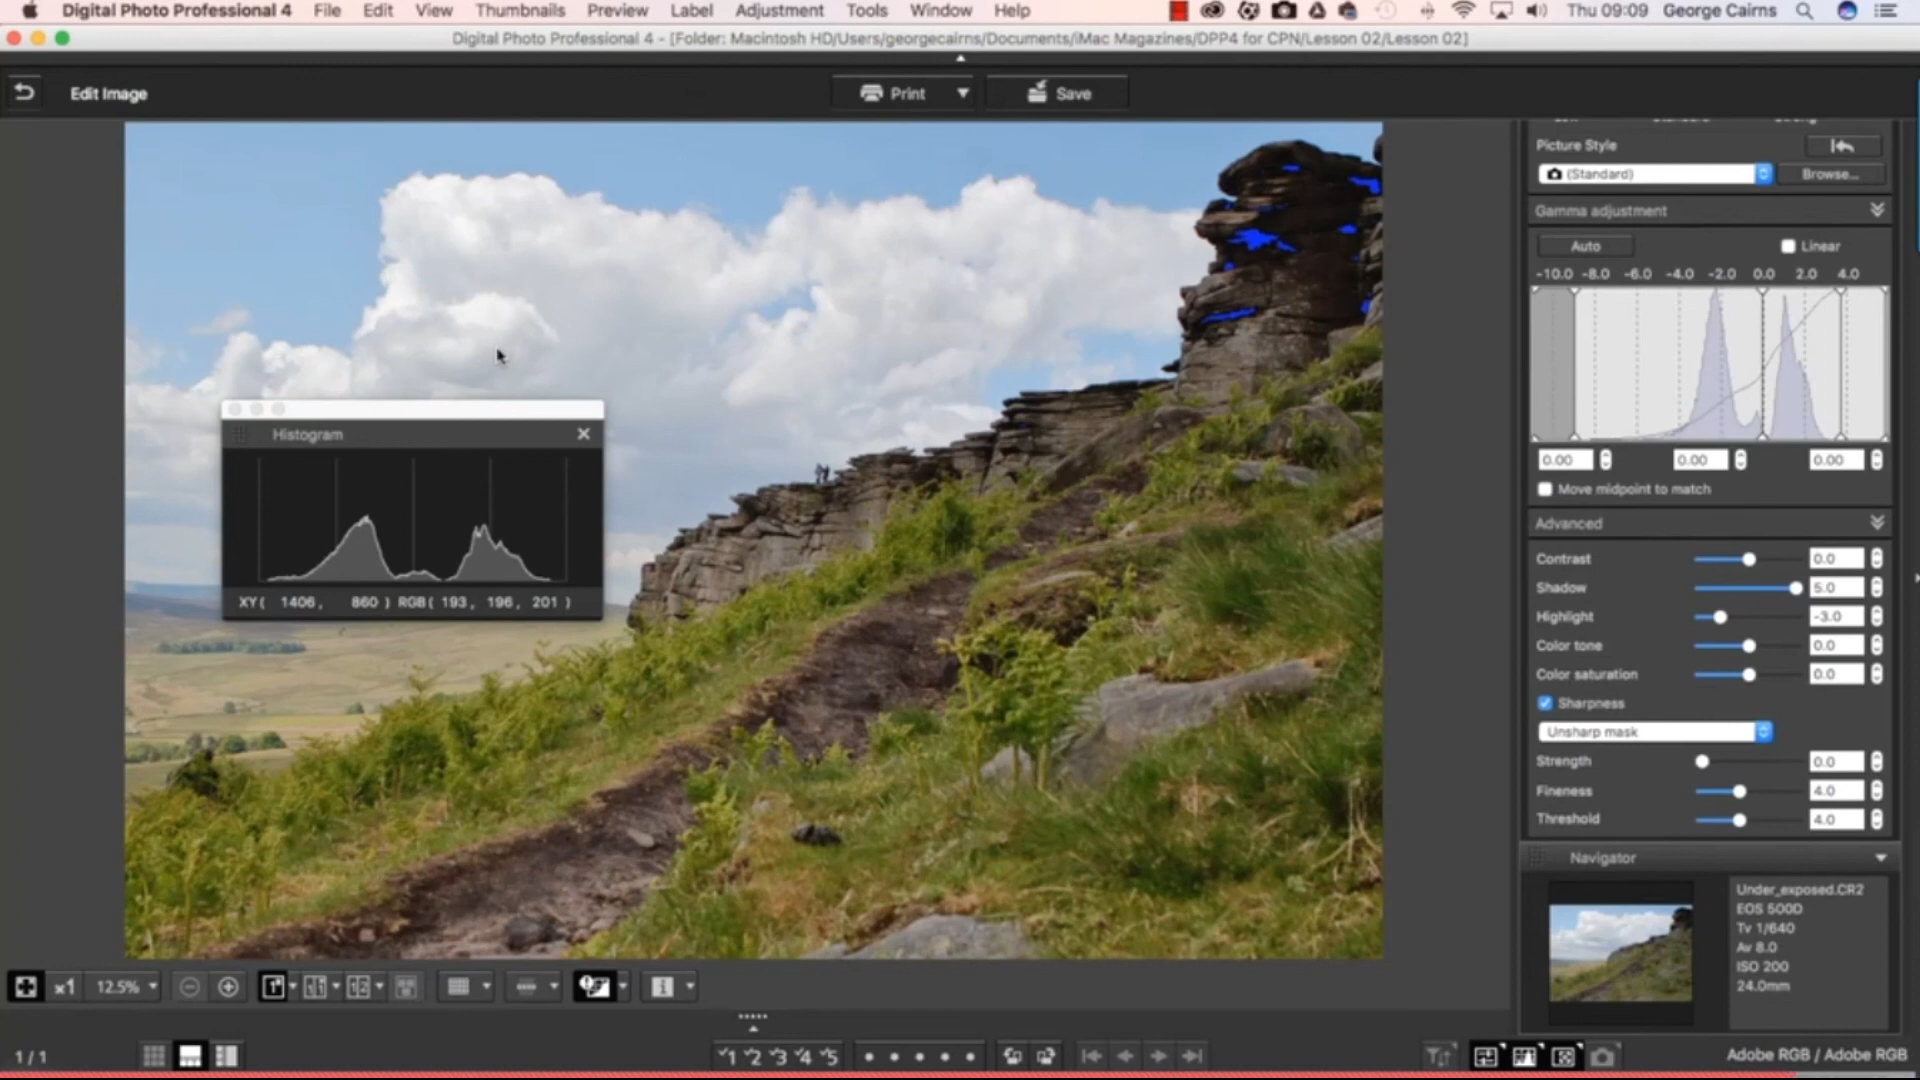 Digital Photo Professional 4 File Edit View Thumbnails Preview Label Adjustment Tools Window Help Thu 09:09 George Cairns
Digital Photo Professional 4 - [Folder: Macintosh HD/Users/georgecairns/Documents/iMac Magazines/DPP4 for CPN/Lesson 02/Lesson 02]
Edit Image
Print
Save
Picture Style
(Standard)
Browse...
Gamma adjustment
Auto
Linear
-10.0 -8.0 -6.0 -4.0 -2.0 0.0 2.0 4.0
0.00 0.00 0.00
Move midpoint to match
Advanced
Contrast 0.0
Shadow 5.0
Highlight -3.0
Color tone 0.0
Color saturation 0.0
Sharpness
Unsharp mask
Strength 0.0
Fineness 4.0
Threshold 4.0
Navigator
Under_exposed.CR2
EOS 500D
Tv 1/640
Av 8.0
ISO 200
24.0mm
Histogram
XY( 1406, 860 ) RGB( 193, 196, 201 )
x1 12.5%
1 / 1
1 2 3 4 5
Adobe RGB / Adobe RGB